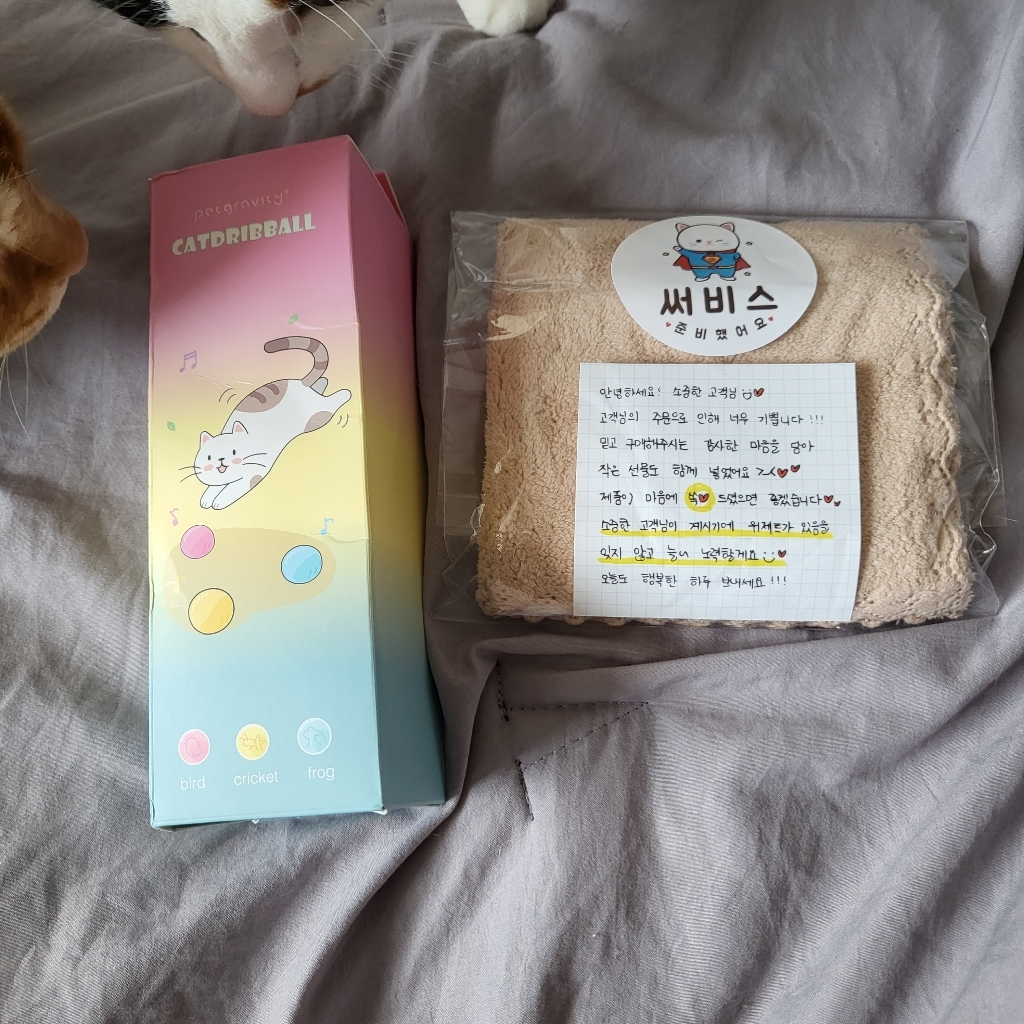 petgravity®
CATDRIBBALL
bird
cricket
frog
써비스
준비했어요
안녕하세요! 소중한 고객님
고객님의 주문으로 인해 너무 기쁩니다!!!
믿고 구매해주시는 감사한 마음을 담아
작은 선물도 함께 넣었어요 >ㅅ
제품이 마음에 쏙 드셨으면 좋겠습니다
소중한 고객님이 계시기에 위제트가 있음을
잊지 않고 늘 노력할게요
오늘도 행복한 하루 보내세요!!!